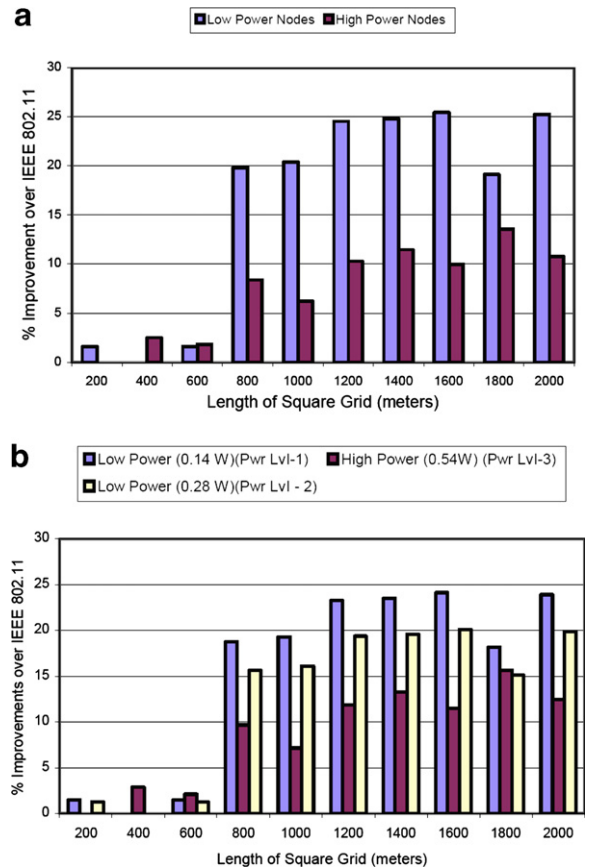 a
Low Power Nodes High Power Nodes
30
25
20
15
10
5
0
% Improvement over IEEE 802.11
200 400 600 800 1000 1200 1400 1600 1800 2000
Length of Square Grid (meters)
b
Low Power (0.14 W)(Pwr Lvl-1) High Power (0.54W) (Pwr Lvl-3)
Low Power (0.28 W)(Pwr Lvl - 2)
30
25
20
15
10
5
0
% Improvements over IEEE 802.11
200 400 600 800 1000 1200 1400 1600 1800 2000
Length of Square Grid (meters)